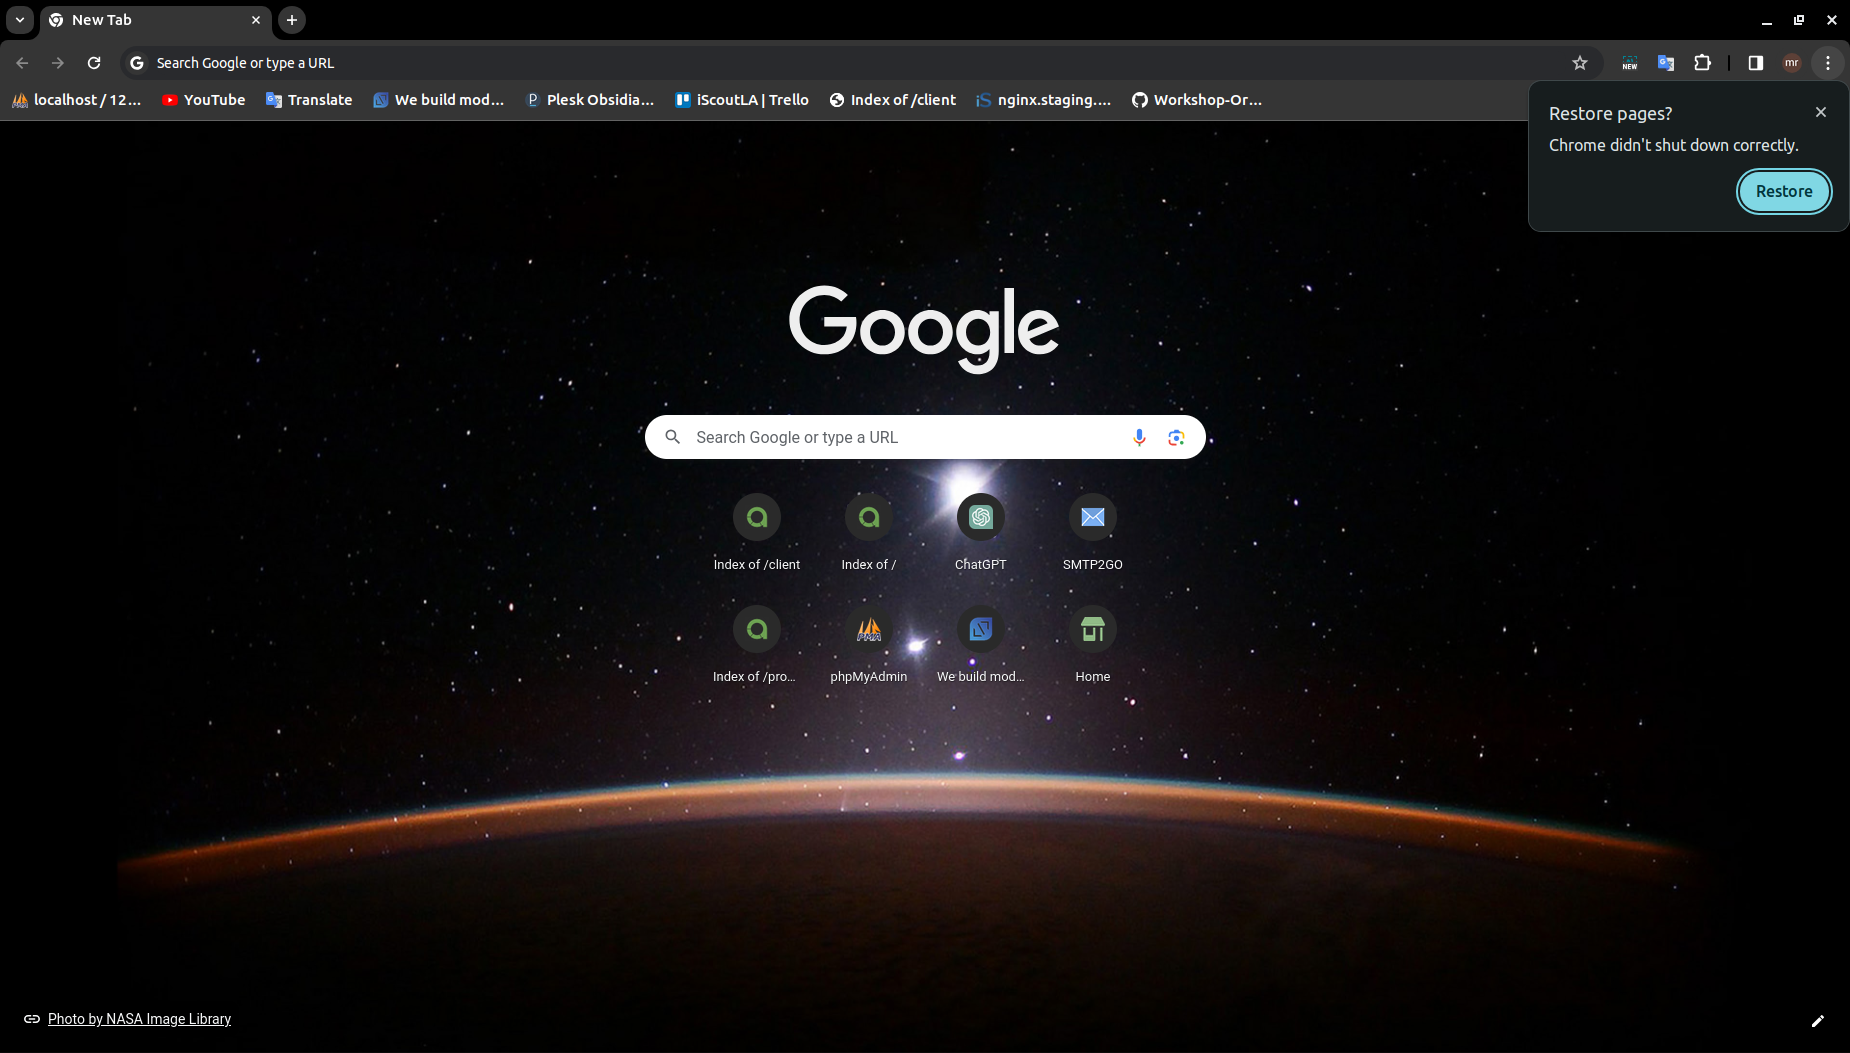 New Tab
Search Google or type a URL
NEW
mr
localhost / 12...
YouTube
Translate
We build mod...
Plesk Obsidia...
iScoutLA | Trello
Index of /client
nginx.staging....
Workshop-Or...
Restore pages?
Chrome didn't shut down correctly.
Restore
Google
Search Google or type a URL
Index of /client
Index of /
ChatGPT
SMTP2GO
Index of /pro...
PMA
phpMyAdmin
We build mod...
Home
Photo by NASA Image Library